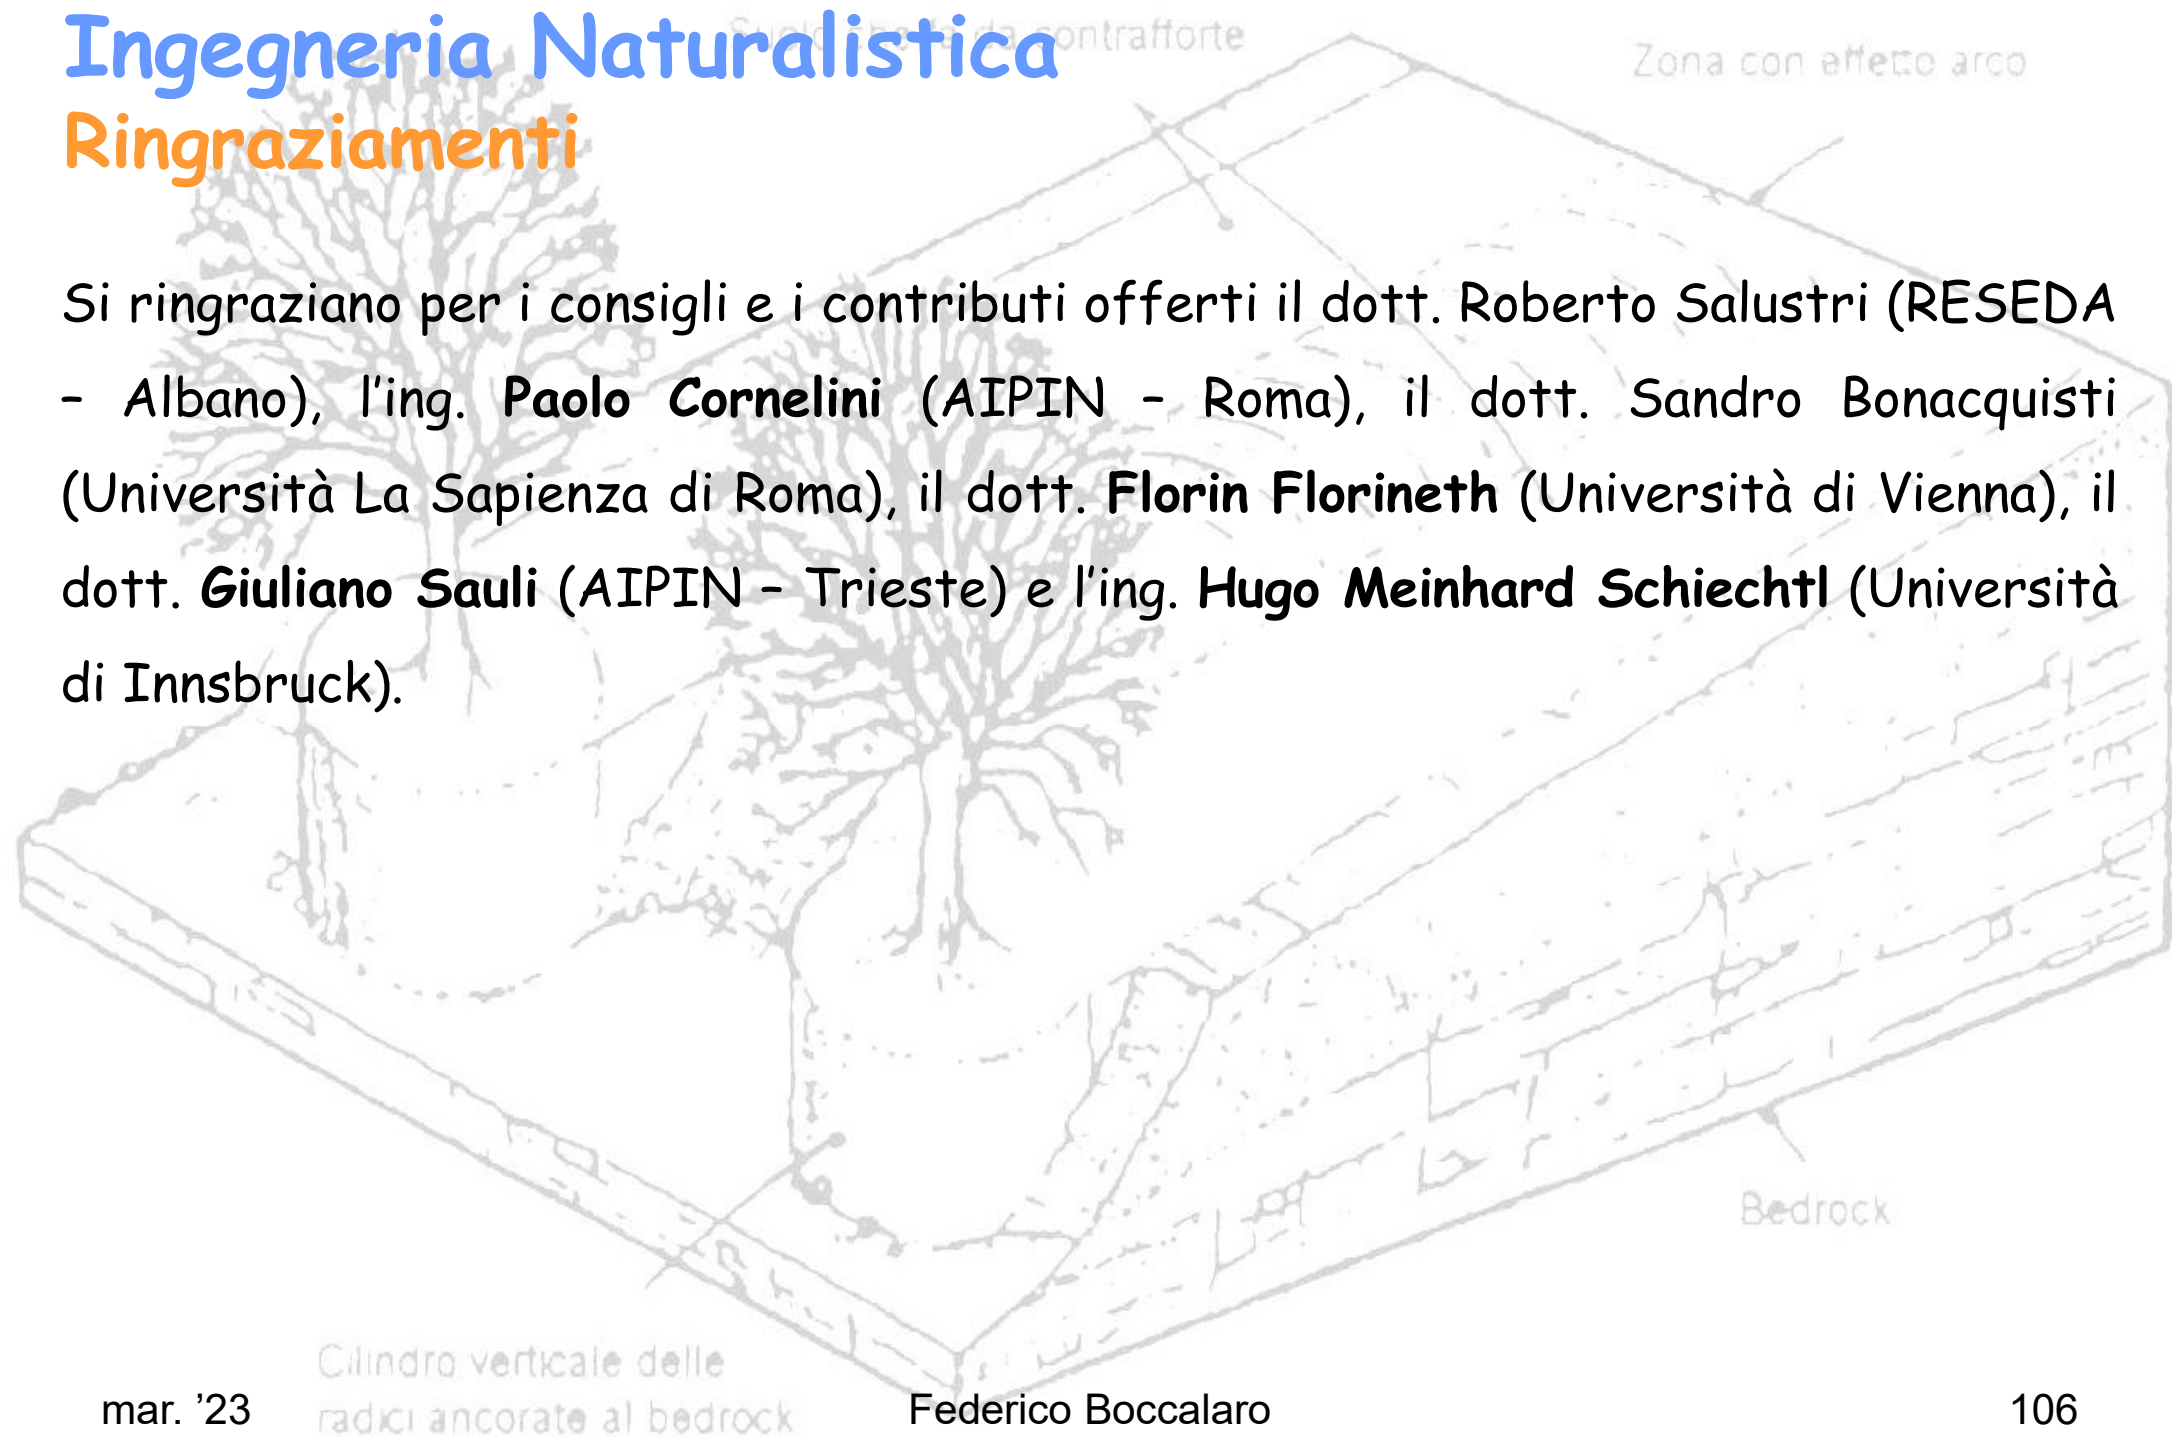 Ingegneria Naturalistica
Ringraziamenti
contrafforte
Zona con effetto arco
Si ringraziano per i consigli e i contributi offerti il dott. Roberto Salustri (RESEDA
– Albano), l’ing. Paolo Cornelini (AIPIN – Roma), il dott. Sandro Bonacquisti
(Università La Sapienza di Roma), il dott. Florin Florineth (Università di Vienna), il
dott. Giuliano Sauli (AIPIN – Trieste) e l’ing. Hugo Meinhard Schiechtl (Università
di Innsbruck).
Bedrock
Cilindro verticale delle
radici ancorate al bedrock
mar. ’23
Federico Boccalaro
106